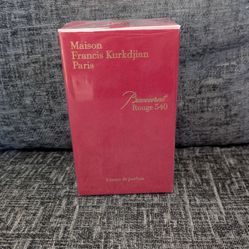 Maison
Francis Kurkdjian
Paris
Baccarat
Rouge 540
Extrait de parfum